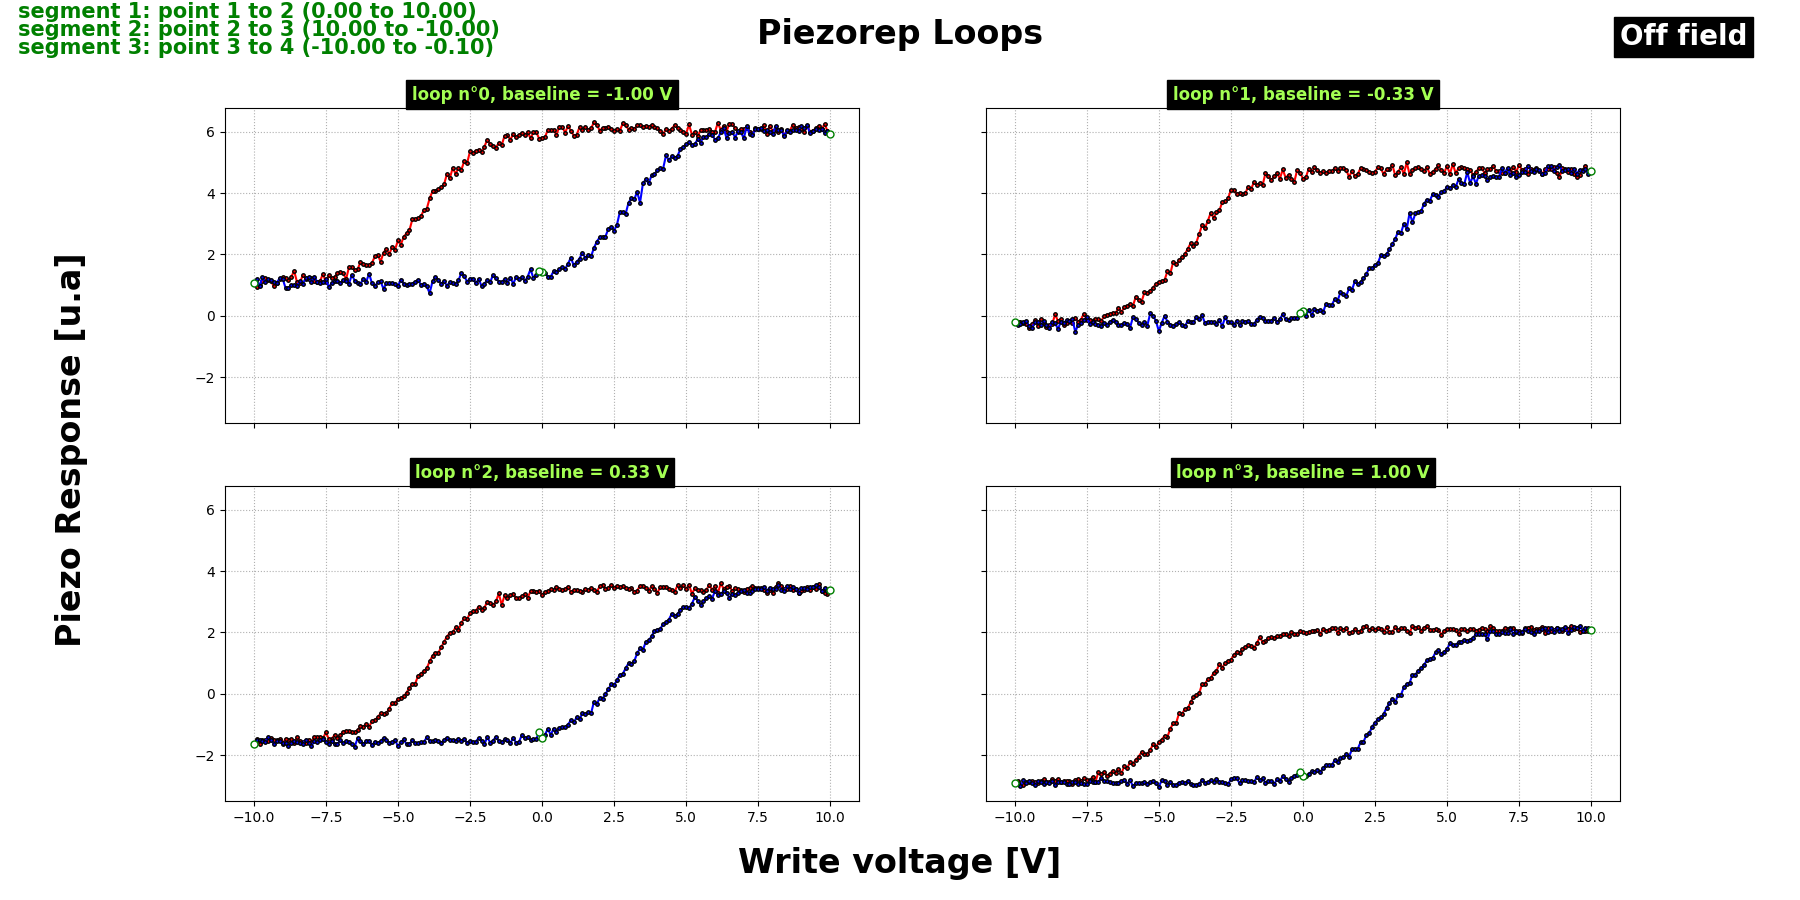 segment 1: point 1 to 2 (0.00 to 10.00)
segment 2: point 2 to 3 (10.00 to -10.00)
segment 3: point 3 to 4 (-10.00 to -0.10)
Piezorep Loops
Off field
loop n°0, baseline = -1.00 V
loop n°1, baseline = -0.33 V
6
4
2
0
−2
loop n°2, baseline = 0.33 V
loop n°3, baseline = 1.00 V
6
4
2
0
−2
−10.0 −7.5 −5.0 −2.5 0.0 2.5 5.0 7.5 10.0
−10.0 −7.5 −5.0 −2.5 0.0 2.5 5.0 7.5 10.0
Piezo Response [u.a]
Write voltage [V]